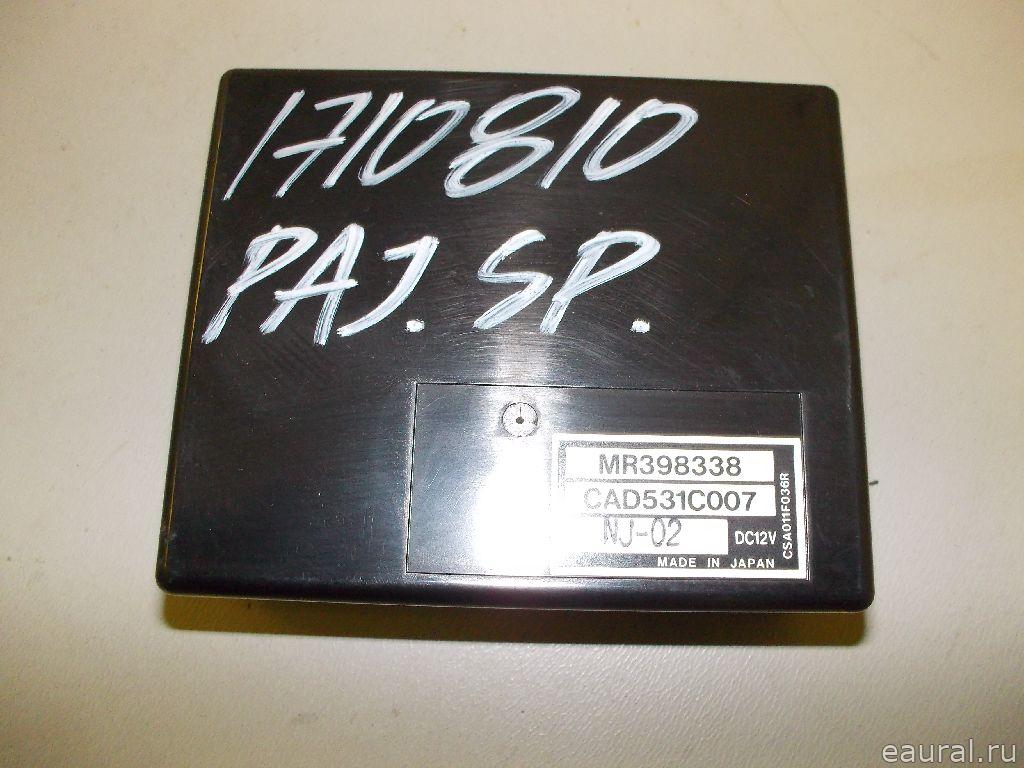 1710810
PAJ. SP.
MR398338
CAD531C007
NJ-02
DC12V
MADE IN JAPAN
CSA011F036R
eaural.ru